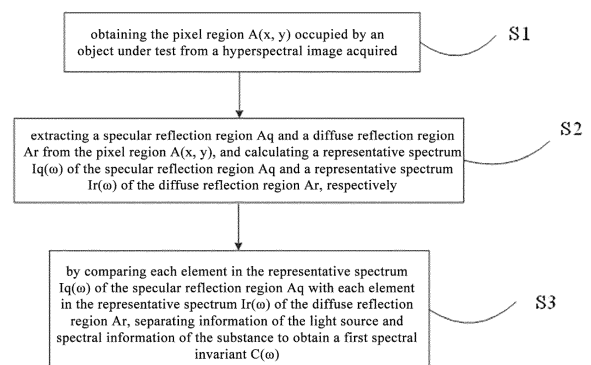 obtaining the pixel region A(x, y) occupied by an
object under test from a hyperspectral image acquired
S1
extracting a specular reflection region Aq and a diffuse reflection region
Ar from the pixel region A(x, y), and calculating a representative spectrum
Iq(ω) of the specular reflection region Aq and a representative spectrum
Ir(ω) of the diffuse reflection region Ar, respectively
S2
by comparing each element in the representative spectrum
Iq(ω) of the specular reflection region Aq with each element
in the representative spectrum Ir(ω) of the diffuse reflection
region Ar, separating information of the light source and
spectral information of the substance to obtain a first spectral
invariant C(ω)
S3